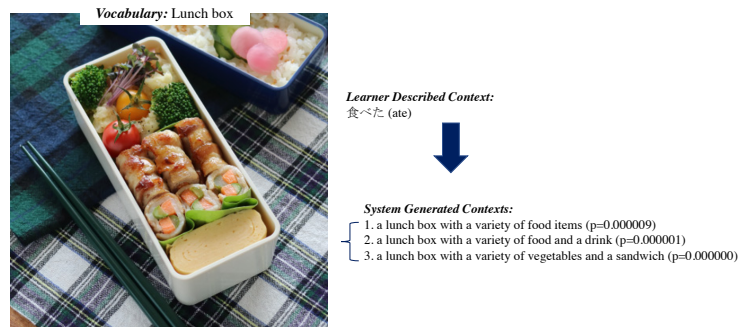 Vocabulary: Lunch box
Learner Described Context:
食べた (ate)
System Generated Contexts:
1. a lunch box with a variety of food items (p=0.000009)
2. a lunch box with a variety of food and a drink (p=0.000001)
3. a lunch box with a variety of vegetables and a sandwich (p=0.000000)